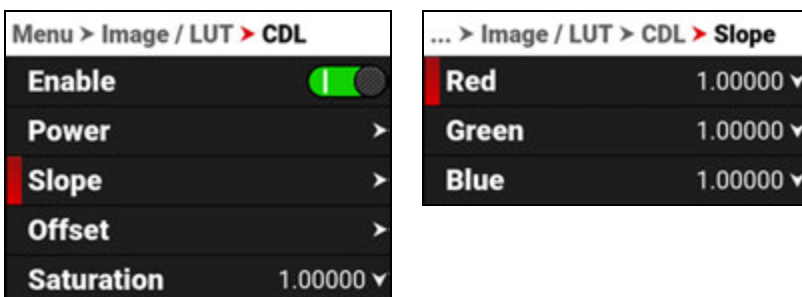 Menu > Image / LUT > CDL
Enable
Power >
Slope >
Offset >
Saturation 1.00000
... > Image / LUT > CDL > Slope
Red 1.00000
Green 1.00000
Blue 1.00000